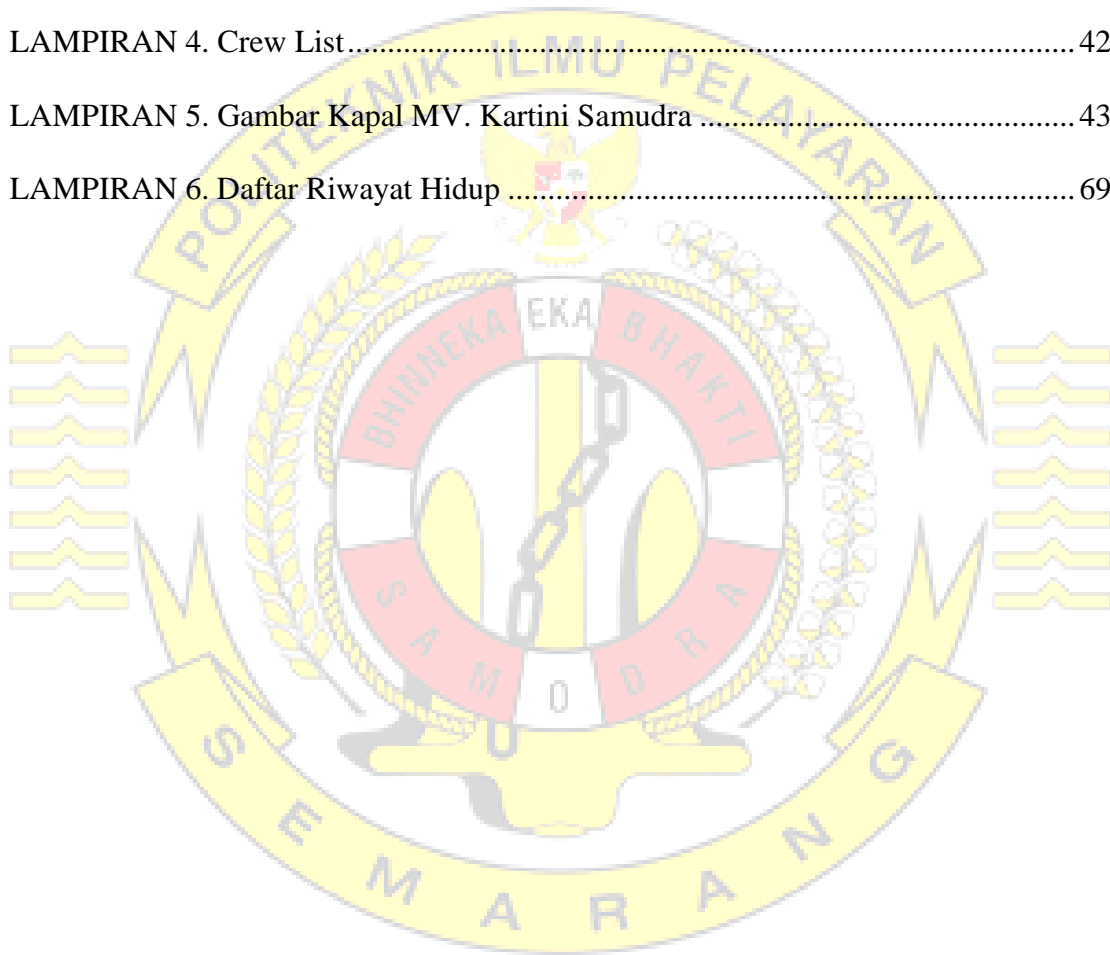 LAMPIRAN 4. Crew List........................................................................................... 42
LAMPIRAN 5. Gambar Kapal MV. Kartini Samudra ............................................... 43
LAMPIRAN 6. Daftar Riwayat Hidup ....................................................................... 69
POLITEKNIK ILMU PELAYARAN
BHINNEKA EKA BHAKTI
SAMODRA
SEMARANG